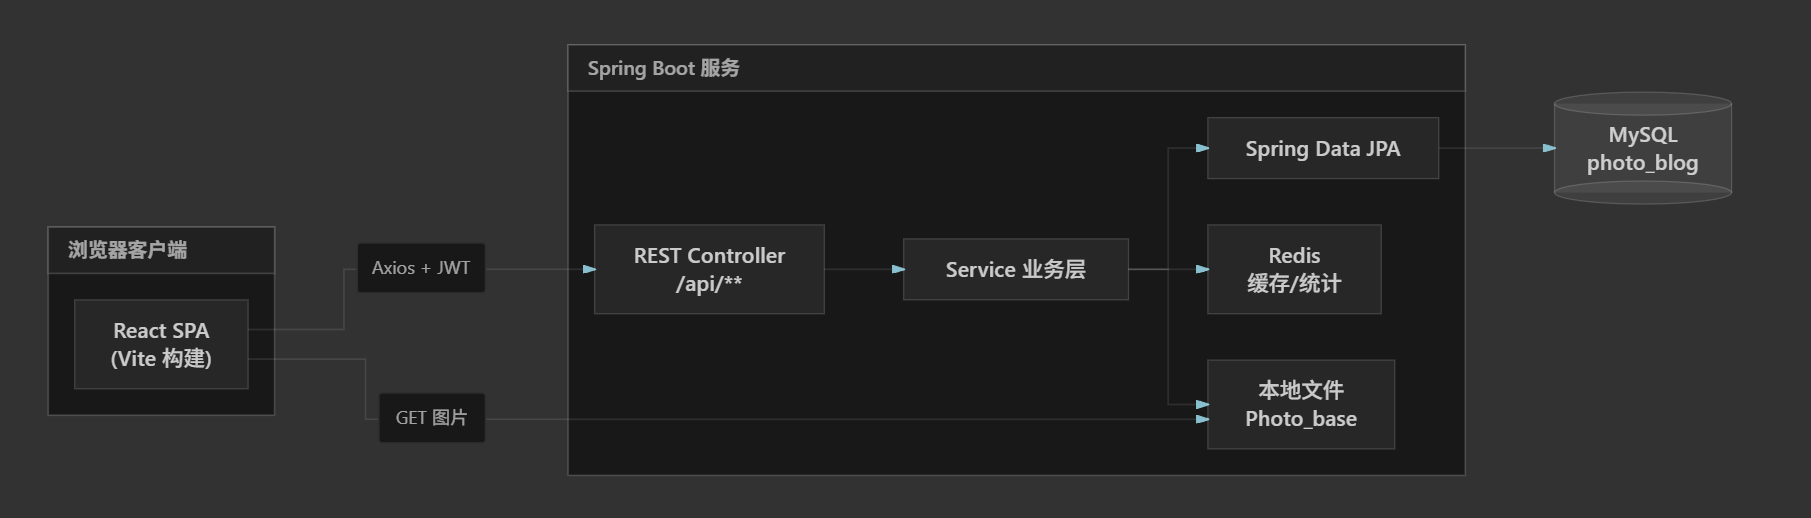 浏览器客户端
React SPA
(Vite 构建)
Axios + JWT
GET 图片
Spring Boot 服务
REST Controller
/api/**
Service 业务层
Spring Data JPA
Redis
缓存/统计
本地文件
Photo_base
MySQL
photo_blog